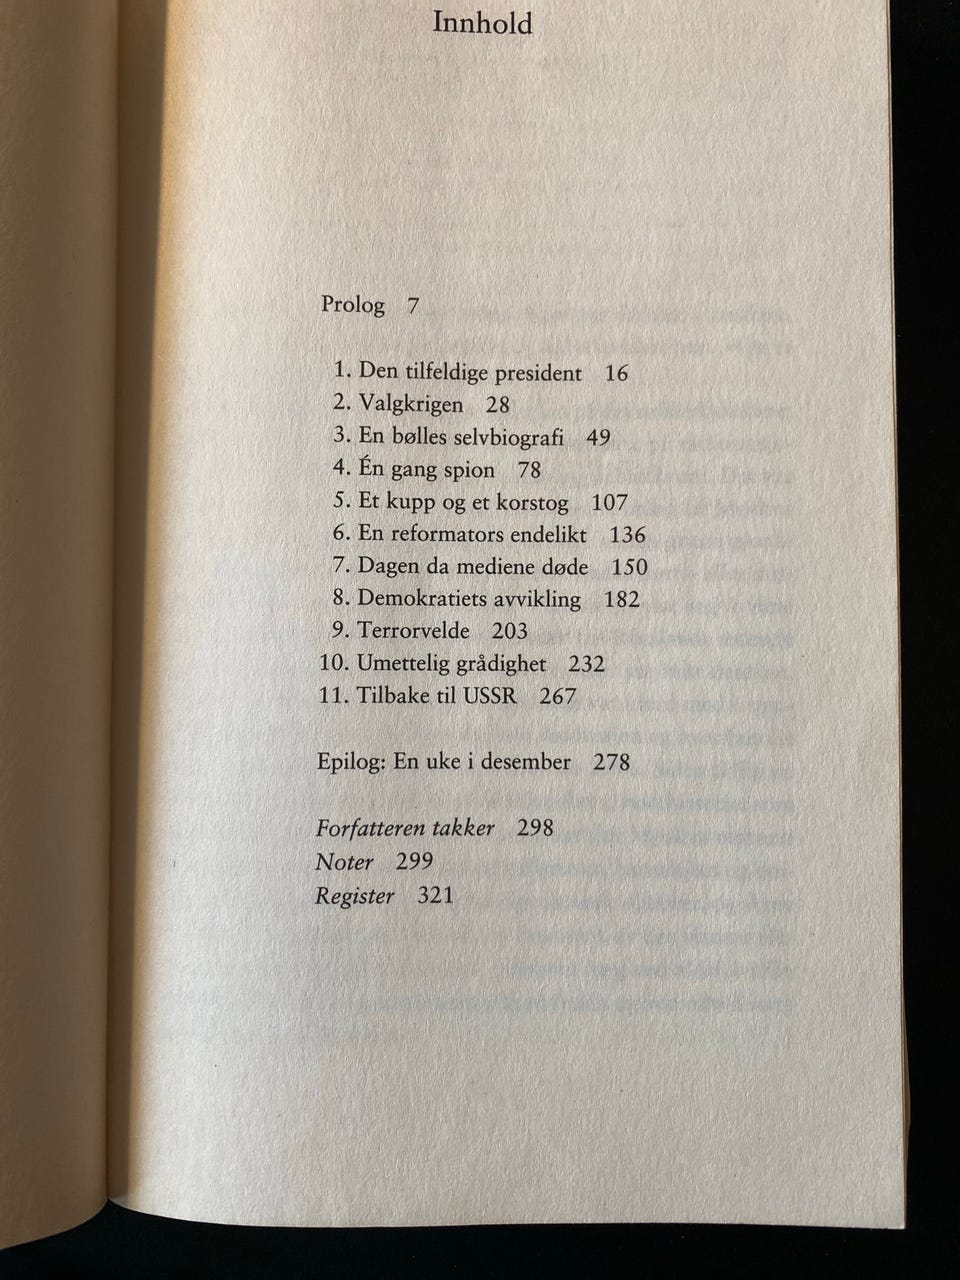 Innhold
Prolog 7
1. Den tilfeldige president 16
2. Valgkrigen 28
3. En bølles selvbiografi 49
4. Én gang spion 78
5. Et kupp og et korstog 107
6. En reformators endelikt 136
7. Dagen da mediene døde 150
8. Demokratiets avvikling 182
9. Terrorvelde 203
10. Umettelig grådighet 232
11. Tilbake til USSR 267
Epilog: En uke i desember 278
Forfatteren takker 298
Noter 299
Register 321